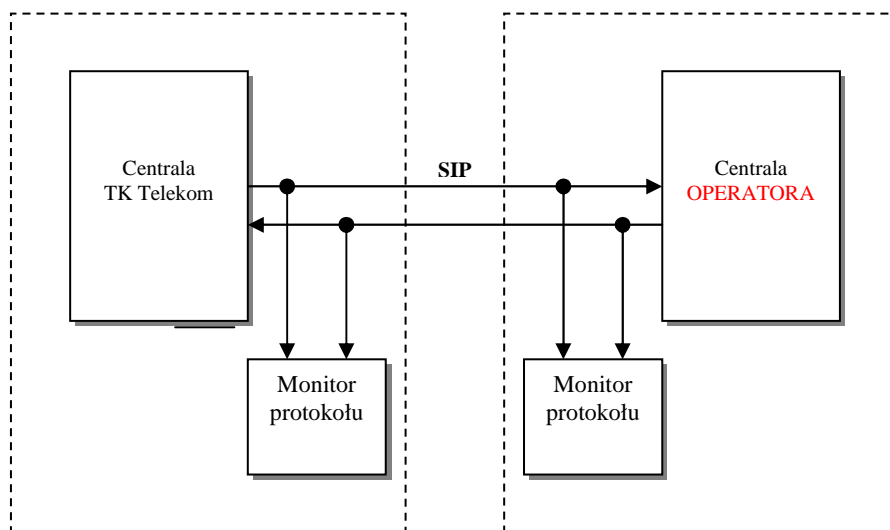 Centrala
TK Telekom
SIP
Centrala
OPERATORA
Monitor
protokołu
Monitor
protokołu